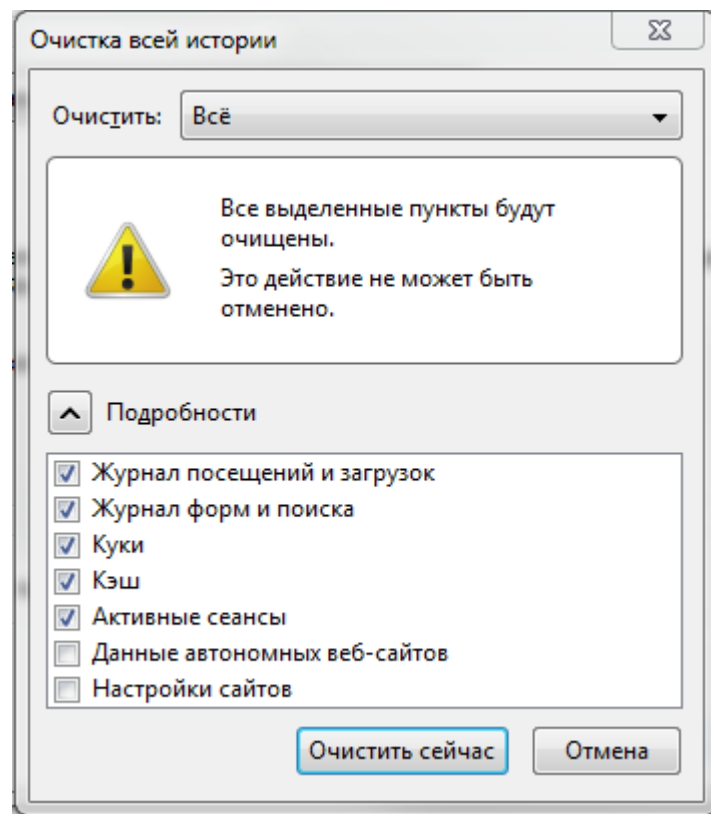 Очистка всей истории
Очистить: Всё
Все выделенные пункты будут
очищены.
Это действие не может быть
отменено.
Подробности
Журнал посещений и загрузок
Журнал форм и поиска
Куки
Кэш
Активные сеансы
Данные автономных веб-сайтов
Настройки сайтов
Очистить сейчас Отмена